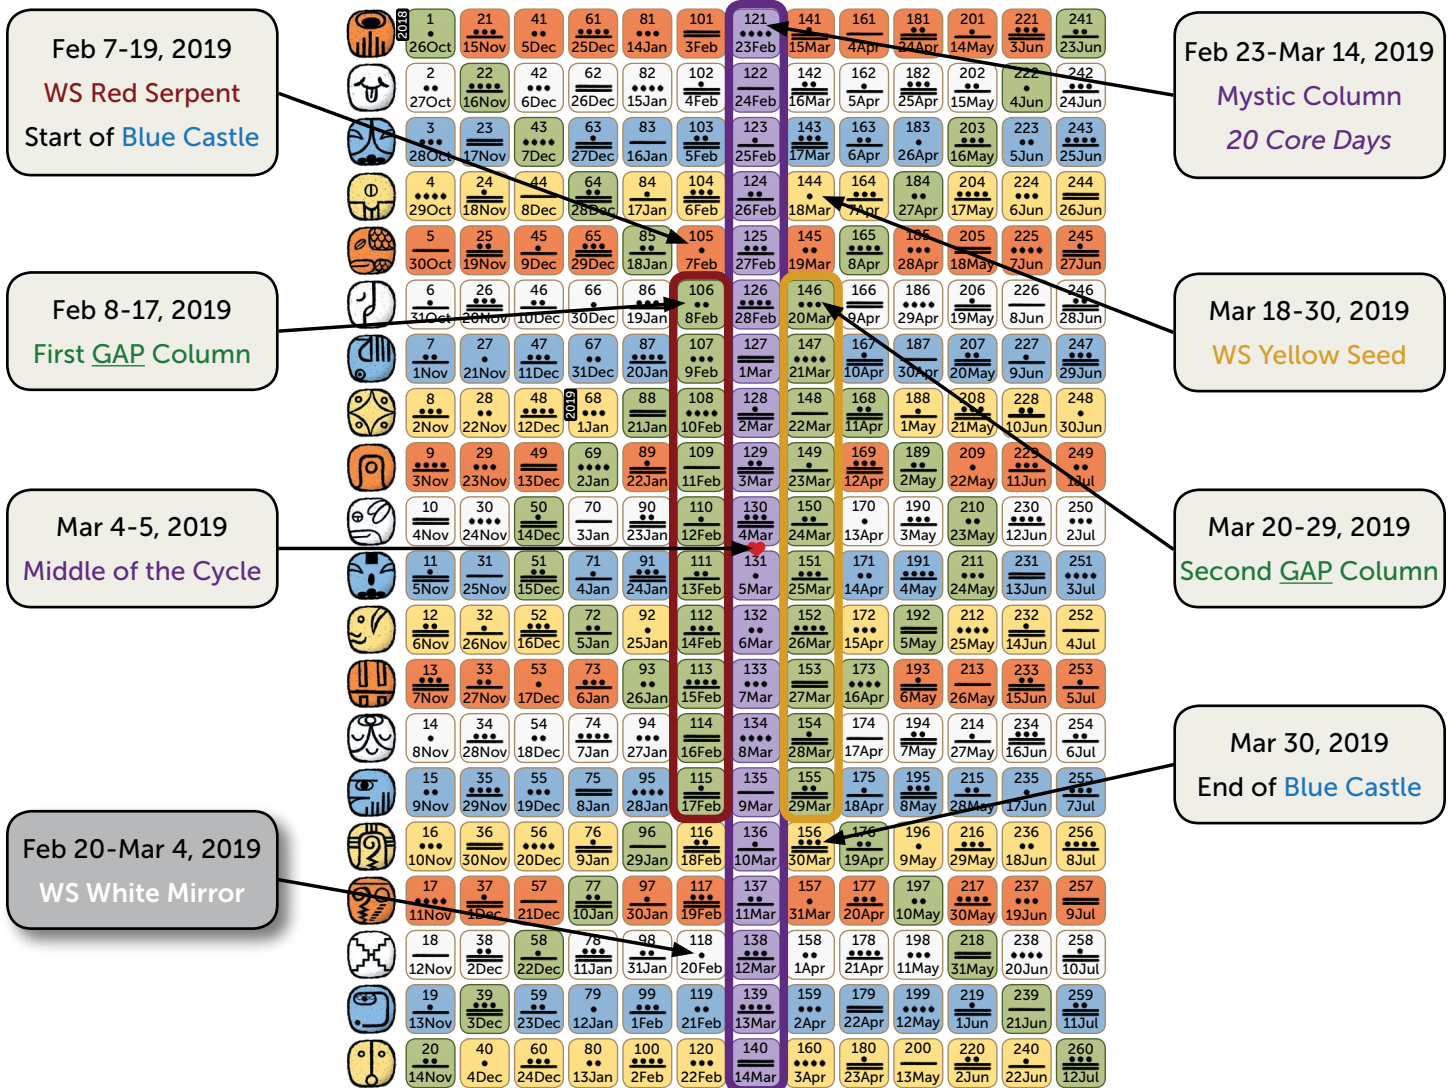 Feb 7-19, 2019
WS Red Serpent
Start of Blue Castle
Feb 8-17, 2019
First GAP Column
Mar 4-5, 2019
Middle of the Cycle
Feb 20-Mar 4, 2019
WS White Mirror
2018
1 21 41 61 81 101 121 141 161 181 201 221 241
26Oct 15Nov 5Dec 25Dec 14Jan 3Feb 23Feb 15Mar 4Apr 24Apr 14May 3Jun 23Jun
2 22 42 62 82 102 122 142 162 182 202 222 242
27Oct 16Nov 6Dec 26Dec 15Jan 4Feb 24Feb 16Mar 5Apr 25Apr 15May 4Jun 24Jun
3 23 43 63 83 103 123 143 163 183 203 223 243
28Oct 17Nov 7Dec 27Dec 16Jan 5Feb 25Feb 17Mar 6Apr 26Apr 16May 5Jun 25Jun
4 24 44 64 84 104 124 144 164 184 204 224 244
29Oct 18Nov 8Dec 28Dec 17Jan 6Feb 26Feb 18Mar 7Apr 27Apr 17May 6Jun 26Jun
5 25 45 65 85 105 125 145 165 185 205 225 245
30Oct 19Nov 9Dec 29Dec 18Jan 7Feb 27Feb 19Mar 8Apr 28Apr 18May 7Jun 27Jun
6 26 46 66 86 106 126 146 166 186 206 226 246
31Oct 20Nov 10Dec 30Dec 19Jan 8Feb 28Feb 20Mar 9Apr 29Apr 19May 8Jun 28Jun
7 27 47 67 87 107 127 147 167 187 207 227 247
1Nov 21Nov 11Dec 31Dec 20Jan 9Feb 1Mar 21Mar 10Apr 30Apr 20May 9Jun 29Jun
2019
8 28 48 68 88 108 128 148 168 188 208 228 248
2Nov 22Nov 12Dec 1Jan 21Jan 10Feb 2Mar 22Mar 11Apr 1May 21May 10Jun 30Jun
9 29 49 69 89 109 129 149 169 189 209 229 249
3Nov 23Nov 13Dec 2Jan 22Jan 11Feb 3Mar 23Mar 12Apr 2May 22May 11Jun 1Jul
10 30 50 70 90 110 130 150 170 190 210 230 250
4Nov 24Nov 14Dec 3Jan 23Jan 12Feb 4Mar 24Mar 13Apr 3May 23May 12Jun 2Jul
11 31 51 71 91 111 131 151 171 191 211 231 251
5Nov 25Nov 15Dec 4Jan 24Jan 13Feb 5Mar 25Mar 14Apr 4May 24May 13Jun 3Jul
12 32 52 72 92 112 132 152 172 192 212 232 252
6Nov 26Nov 16Dec 5Jan 25Jan 14Feb 6Mar 26Mar 15Apr 5May 25May 14Jun 4Jul
13 33 53 73 93 113 133 153 173 193 213 233 253
7Nov 27Nov 17Dec 6Jan 26Jan 15Feb 7Mar 27Mar 16Apr 6May 26May 15Jun 5Jul
14 34 54 74 94 114 134 154 174 194 214 234 254
8Nov 28Nov 18Dec 7Jan 27Jan 16Feb 8Mar 28Mar 17Apr 7May 27May 16Jun 6Jul
15 35 55 75 95 115 135 155 175 195 215 235 255
9Nov 29Nov 19Dec 8Jan 28Jan 17Feb 9Mar 29Mar 18Apr 8May 28May 17Jun 7Jul
16 36 56 76 96 116 136 156 176 196 216 236 256
10Nov 30Nov 20Dec 9Jan 29Jan 18Feb 10Mar 30Mar 19Apr 9May 29May 18Jun 8Jul
17 37 57 77 97 117 137 157 177 197 217 237 257
11Nov 1Dec 21Dec 10Jan 30Jan 19Feb 11Mar 31Mar 20Apr 10May 30May 19Jun 9Jul
18 38 58 78 98 118 138 158 178 198 218 238 258
12Nov 2Dec 22Dec 11Jan 31Jan 20Feb 12Mar 1Apr 21Apr 11May 31May 20Jun 10Jul
19 39 59 79 99 119 139 159 179 199 219 239 259
13Nov 3Dec 23Dec 12Jan 1Feb 21Feb 13Mar 2Apr 22Apr 12May 1Jun 21Jun 11Jul
20 40 60 80 100 120 140 160 180 200 220 240 260
14Nov 4Dec 24Dec 13Jan 2Feb 22Feb 14Mar 3Apr 23Apr 13May 2Jun 22Jun 12Jul
Feb 23-Mar 14, 2019
Mystic Column
20 Core Days
Mar 18-30, 2019
WS Yellow Seed
Mar 20-29, 2019
Second GAP Column
Mar 30, 2019
End of Blue Castle